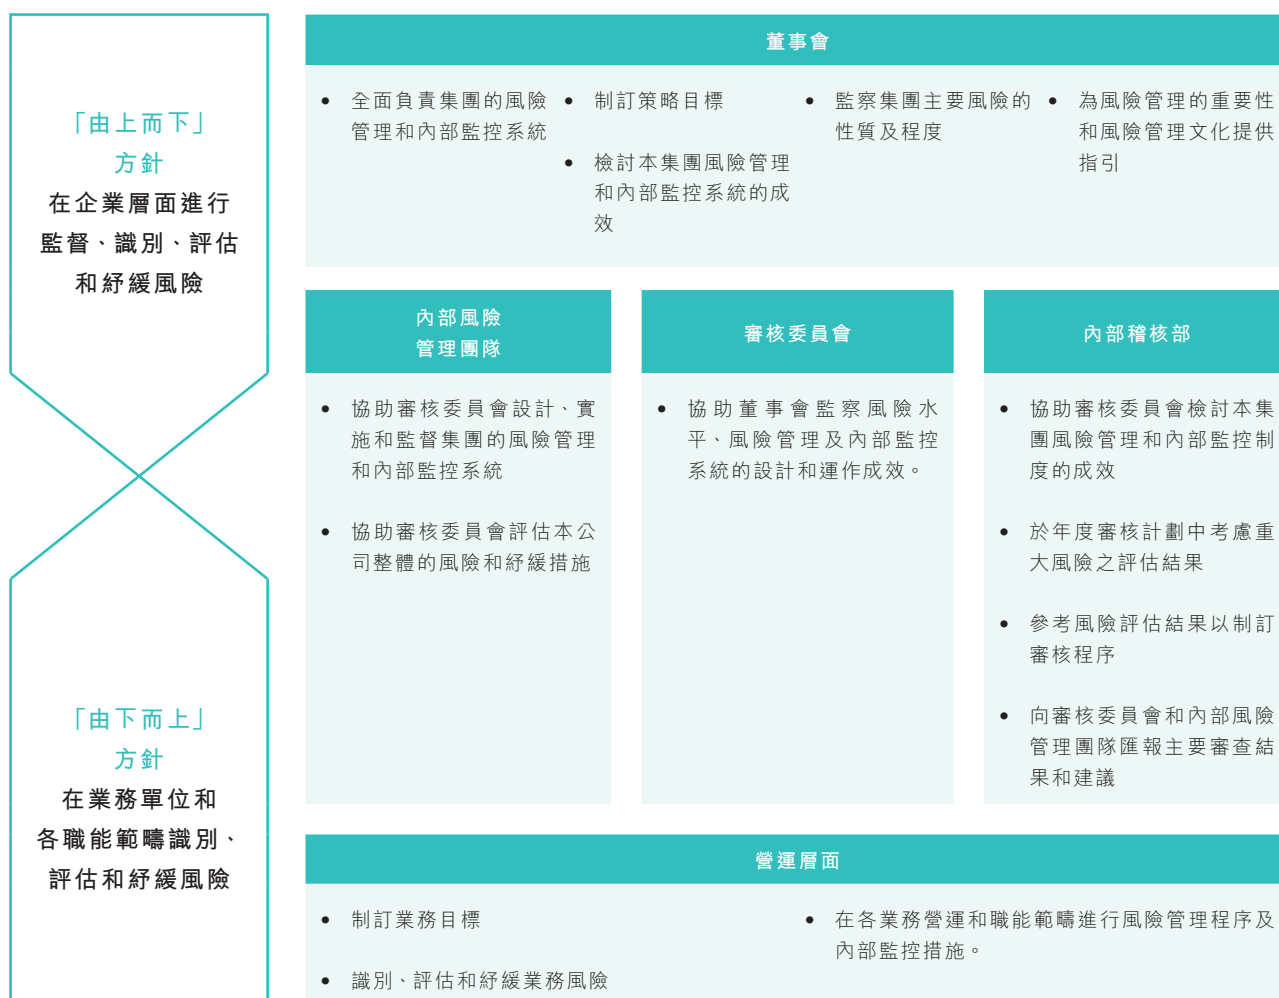 「由上而下」
方針
在企業層面進行
監督、識別、評估
和紓緩風險
董事會
• 全面負責集團的風險
管理和內部監控系統
• 制訂策略目標
• 檢討本集團風險管理
和內部監控系統的成
效
• 監察集團主要風險的
性質及程度
• 為風險管理的重要性
和風險管理文化提供
指引
內部風險
管理團隊
• 協助審核委員會設計、實
施和監督集團的風險管理
和內部監控系統
• 協助審核委員會評估本公
司整體的風險和紓緩措施
審核委員會
• 協助董事會監察風險水
平、風險管理及內部監控
系統的設計和運作成效。
內部稽核部
• 協助審核委員會檢討本集
團風險管理和內部監控制
度的成效
• 於年度審核計劃中考慮重
大風險之評估結果
• 參考風險評估結果以制訂
審核程序
• 向審核委員會和內部風險
管理團隊匯報主要審查結
果和建議
「由下而上」
方針
在業務單位和
各職能範疇識別、
評估和紓緩風險
營運層面
• 制訂業務目標
• 識別、評估和紓緩業務風險
• 在各業務營運和職能範疇進行風險管理程序及
內部監控措施。